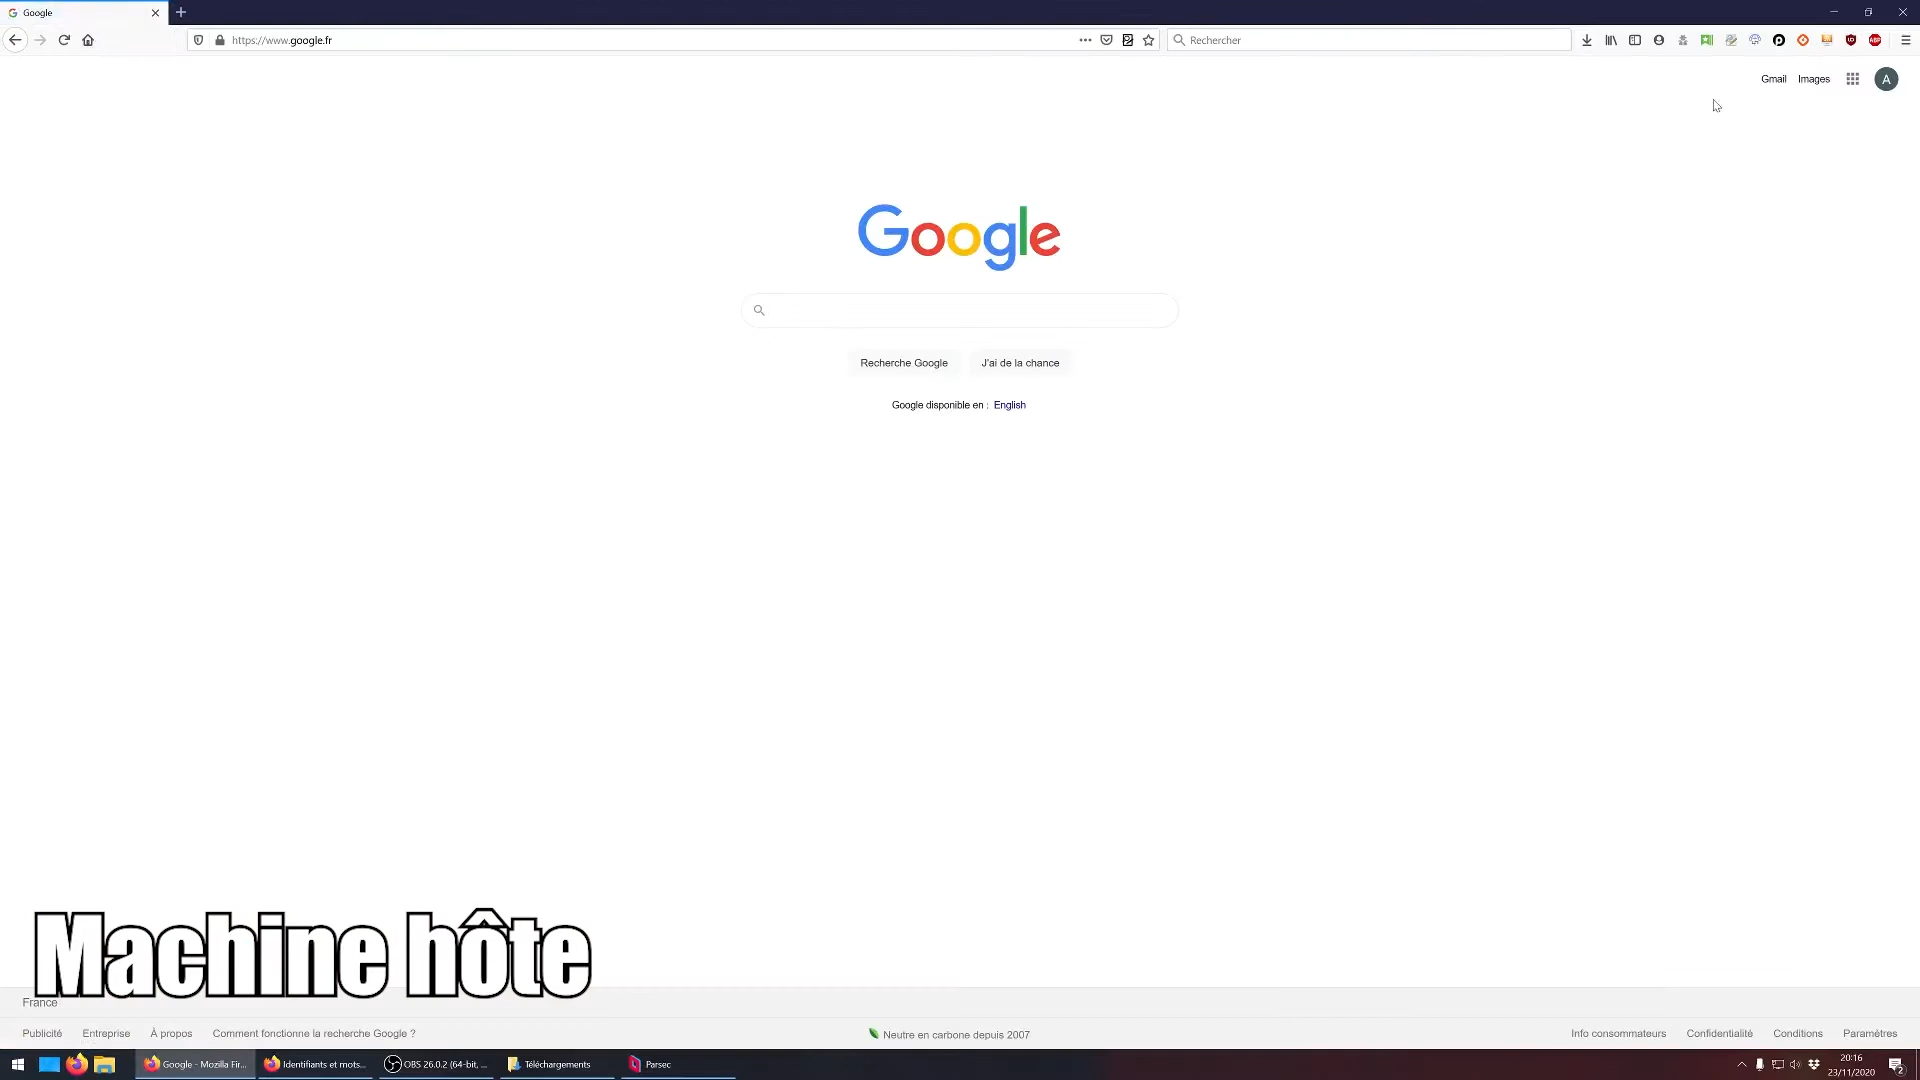 Google
https://www.google.fr
Rechercher
Gmail
Images
A
Google
Recherche Google
J'ai de la chance
Google disponible en : English
Machine hôte
France
Publicité
Entreprise
À propos
Comment fonctionne la recherche Google ?
Neutre en carbone depuis 2007
Info consommateurs
Confidentialité
Conditions
Paramètres
Google - Mozilla Fir...
Identifiants et mots...
OBS 26.0.2 (64-bit, ...
Téléchargements
Parsec
20:16
23/11/2020
2